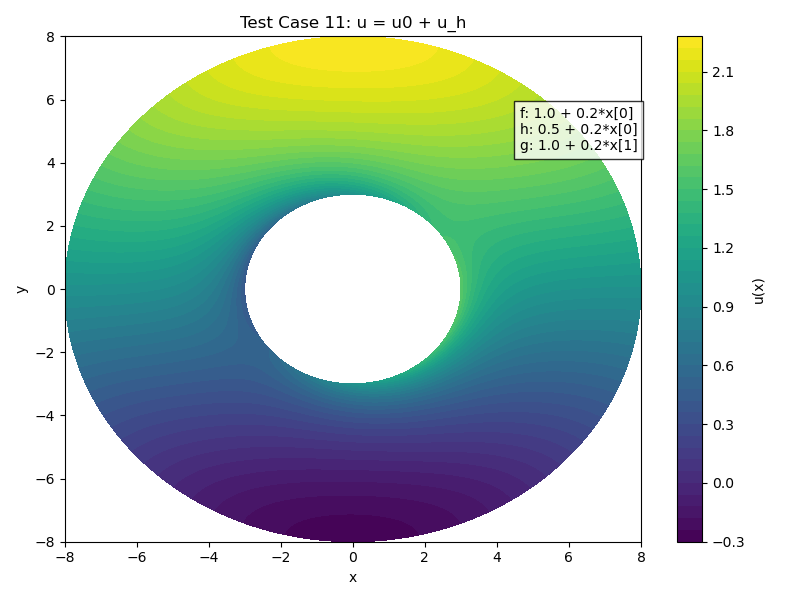 Test Case 11: u = u0 + u_h
f: 1.0 + 0.2*x[0]
h: 0.5 + 0.2*x[0]
g: 1.0 + 0.2*x[1]
8
6
4
2
0
−2
−4
−6
−8
y
−8 −6 −4 −2 0 2 4 6 8
x
2.1
1.8
1.5
1.2
0.9
0.6
0.3
0.0
−0.3
u(x)